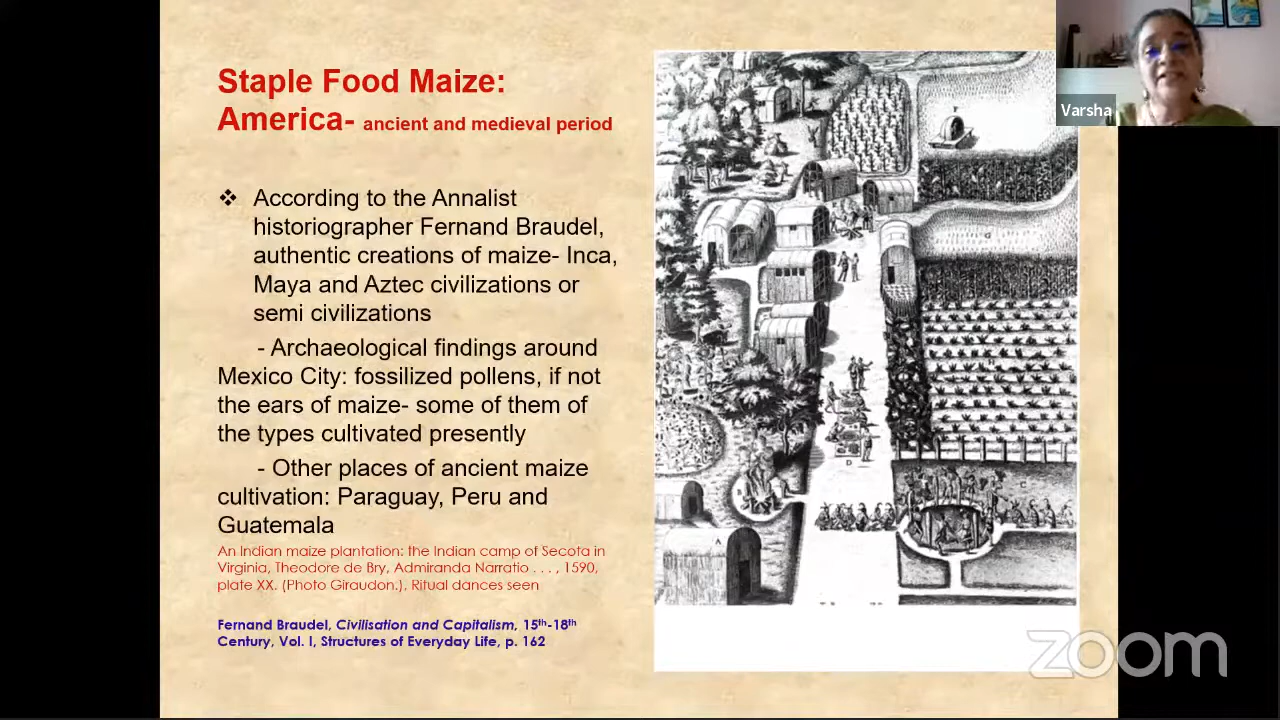 Staple Food Maize:
America- ancient and medieval period
❖ According to the Annalist
historiographer Fernand Braudel,
authentic creations of maize- Inca,
Maya and Aztec civilizations or
semi civilizations
- Archaeological findings around
Mexico City: fossilized pollens, if not
the ears of maize- some of them of
the types cultivated presently
- Other places of ancient maize
cultivation: Paraguay, Peru and
Guatemala
An Indian maize plantation: the Indian camp of Secota in
Virginia, Theodore de Bry, Admiranda Narratio . . . , 1590,
plate XX. (Photo Giraudon.), Ritual dances seen
Fernand Braudel, Civilisation and Capitalism, 15th-18th
Century, Vol. I, Structures of Everyday Life, p. 162
Varsha
zoom